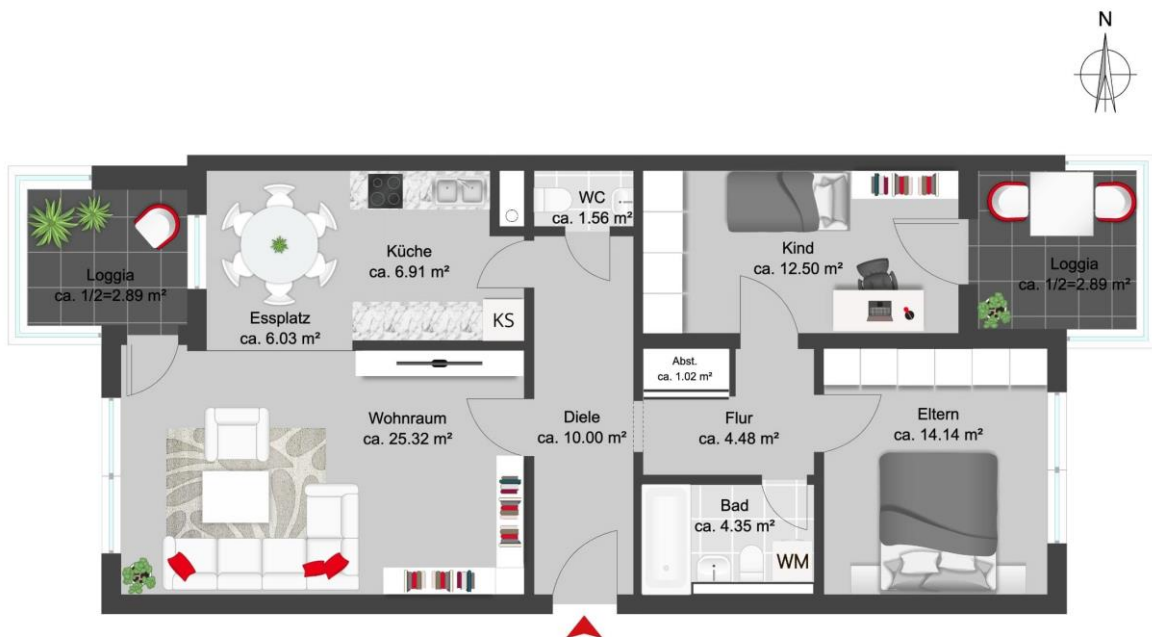 N
WC
ca. 1.56 m²
Küche
ca. 6.91 m²
Kind
ca. 12.50 m²
Loggia
ca. 1/2=2.89 m²
Loggia
ca. 1/2=2.89 m²
Essplatz
ca. 6.03 m²
KS
Abst.
ca. 1.02 m²
Wohnraum
ca. 25.32 m²
Diele
ca. 10.00 m²
Flur
ca. 4.48 m²
Eltern
ca. 14.14 m²
Bad
ca. 4.35 m²
WM